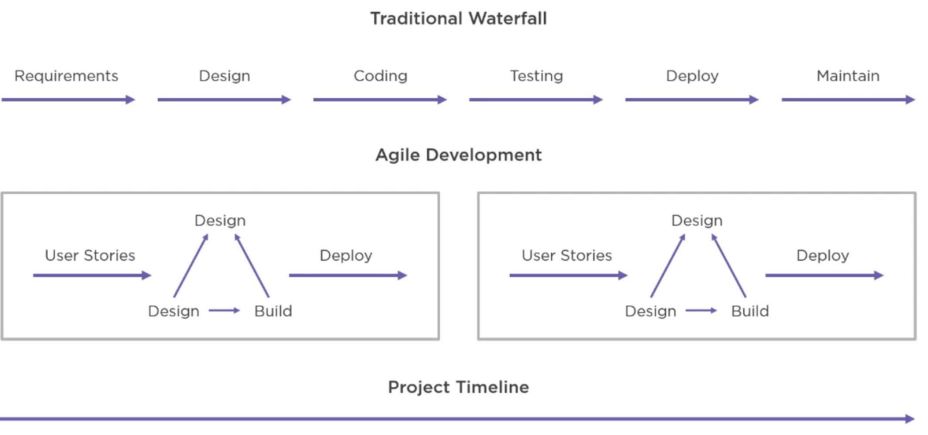 Traditional Waterfall
Requirements Design Coding Testing Deploy Maintain
Agile Development
Design Design
User Stories Deploy User Stories Deploy
Design Build Design Build
Project Timeline